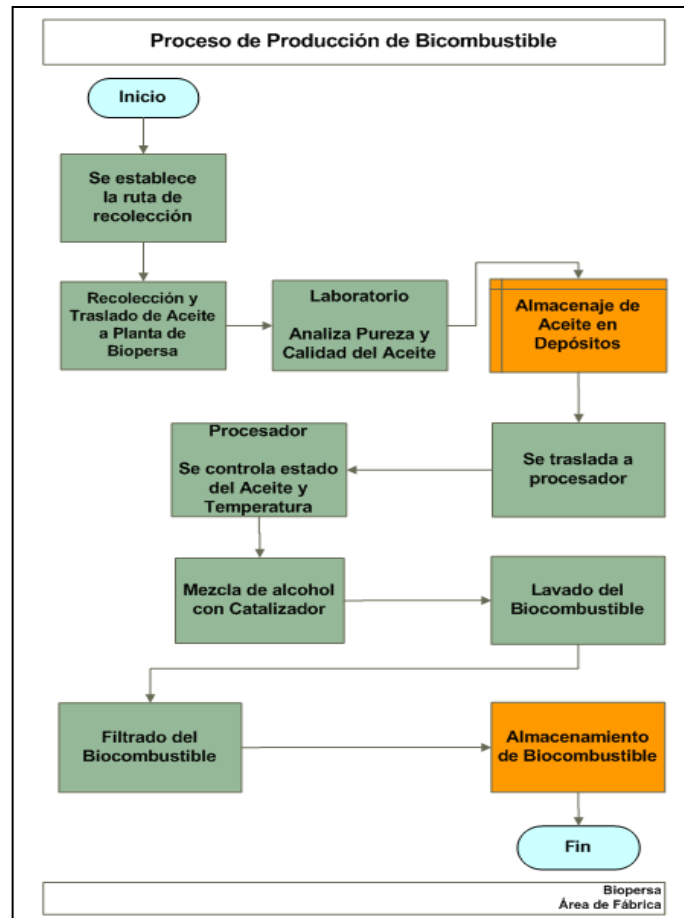 Proceso de Producción de Bicombustible
Inicio
Se establece
la ruta de
recolección
Recolección y
Traslado de Aceite
a Planta de
Biopersa
Laboratorio
Analiza Pureza y
Calidad del Aceite
Almacenaje de
Aceite en
Depósitos
Se traslada a
procesador
Procesador
Se controla estado
del Aceite y
Temperatura
Mezcla de alcohol
con Catalizador
Lavado del
Biocombustible
Filtrado del
Biocombustible
Almacenamiento
de Biocombustible
Fin
Biopersa
Área de Fábrica